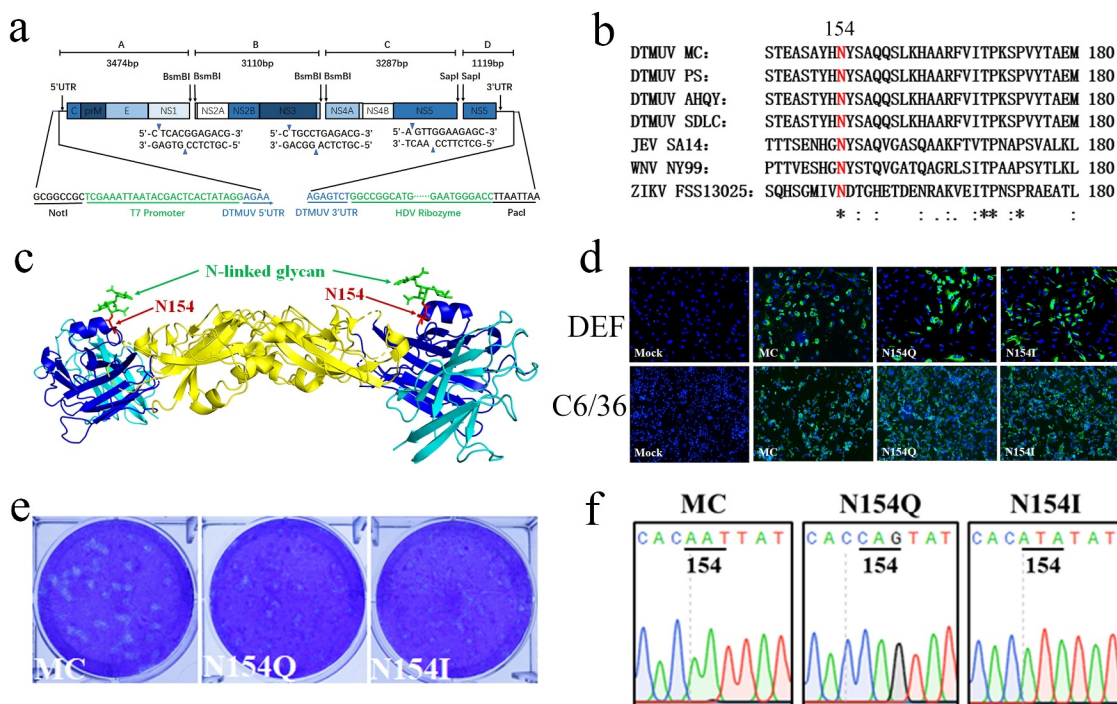 a
A B C D
3474bp 3110bp 3287bp 1119bp
BsmBI BsmBI BsmBI BsmBI SapI SapI
5'UTR 3'UTR
C prM E NS1 NS2A NS2B NS3 NS4A NS4B NS5 NS5
5'-C TCACGGAGACG-3' 5'-C TGCCTGAGACG-3' 5'-A GTTGGAAGAGC-3'
3'-GAGTG CCTCTGC-5' 3'-GACGG ACTCTGC-5' 3'-TCAA CCTTCTCG-5'
GCGGCCGC TCGAAATTAATACGACTCACTATAGG AGAA AGAGTCT GGCCGGCATG······GAATGGGACC TTAATTAA
NotI T7 Promoter DTMUV 5'UTR DTMUV 3'UTR HDV Ribozyme PacI
b
154
DTMUV MC: STEASAYHNYSAQQSLKHAARFVITPKSPVYTAEM 180
DTMUV PS: STEASTYHNYSAQQSLKHAARFVITPKSPVYTAEM 180
DTMUV AHQY: STEASTYHNYSAQQSLKHAARFVITPKSPVYTAEM 180
DTMUV SDLC: STEASTYHNYSAQQSLKHAARFVITPKSPVYTAEM 180
JEV SA14: TTTSENHGNYSAQVGASQAAKFTVTPNAPSVALKL 180
WNV NY99: PTTVESHGNYSTQVGATQAGRLSITPAAPSYTLKL 180
ZIKV FSS13025: SQHSGMIVNDTGHETDENRAKVEITPNSPRAEATL 180
* : : : .: :**:* :
c
N-linked glycan
N154 N154
d
DEF
Mock MC N154Q N154I
C6/36
Mock MC N154Q N154I
e
MC N154Q N154I
f
MC N154Q N154I
CACAATTAT CACCAGTAT CACATATAT
154 154 154